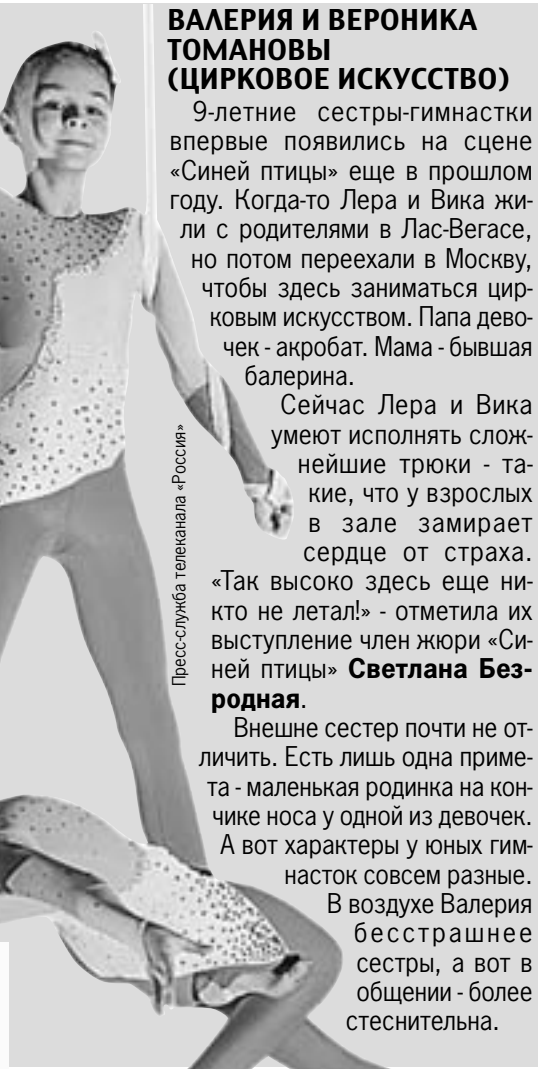 ВАЛЕРИЯ И ВЕРОНИКА
ТОМАНОВЫ
(ЦИРКОВОЕ ИСКУССТВО)
9-летние сестры-гимнастки
впервые появились на сцене
«Синей птицы» еще в прошлом
году. Когда-то Лера и Вика жи-
ли с родителями в Лас-Вегасе,
но потом переехали в Москву,
чтобы здесь заниматься цир-
ковым искусством. Папа дево-
чек - акробат. Мама - бывшая
балерина.
Сейчас Лера и Вика
умеют исполнять слож-
нейшие трюки - та-
кие, что у взрослых
в зале замирает
сердце от страха.
«Так высоко здесь еще ни-
кто не летал!» - отметила их
выступление член жюри «Си-
ней птицы» Светлана Без-
родная.
Внешне сестер почти не от-
личить. Есть лишь одна приме-
та - маленькая родинка на кон-
чике носа у одной из девочек.
А вот характеры у юных гим-
насток совсем разные.
В воздухе Валерия
бесстрашнее
сестры, а вот в
общении - более
стеснительна.
Пресс-служба телеканала «Россия»